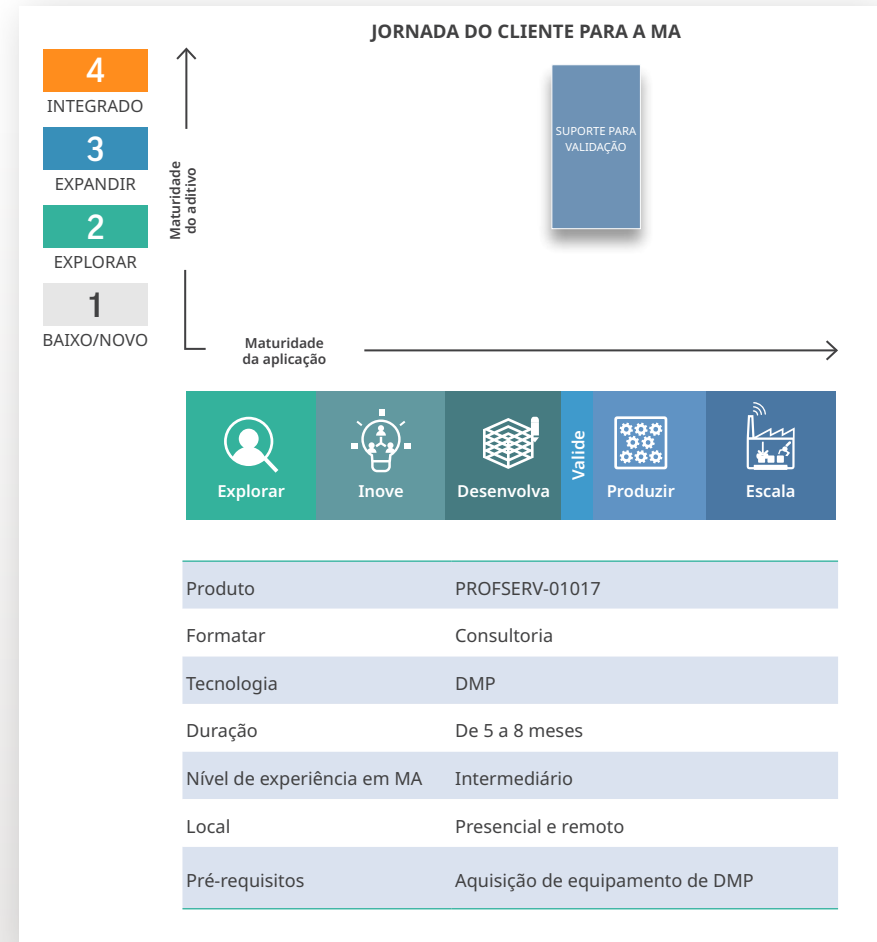 JORNADA DO CLIENTE PARA A MA
4
INTEGRADO
3
EXPANDIR
2
EXPLORAR
1
BAIXO/NOVO
Maturidade
do aditivo
SUPORTE PARA
VALIDAÇÃO
Maturidade
da aplicação
Explorar
Inove
Desenvolva
Valide
Produzir
Escala
Produto PROFSERV-01017
Formatar Consultoria
Tecnologia DMP
Duração De 5 a 8 meses
Nível de experiência em MA Intermediário
Local Presencial e remoto
Pré-requisitos Aquisição de equipamento de DMP